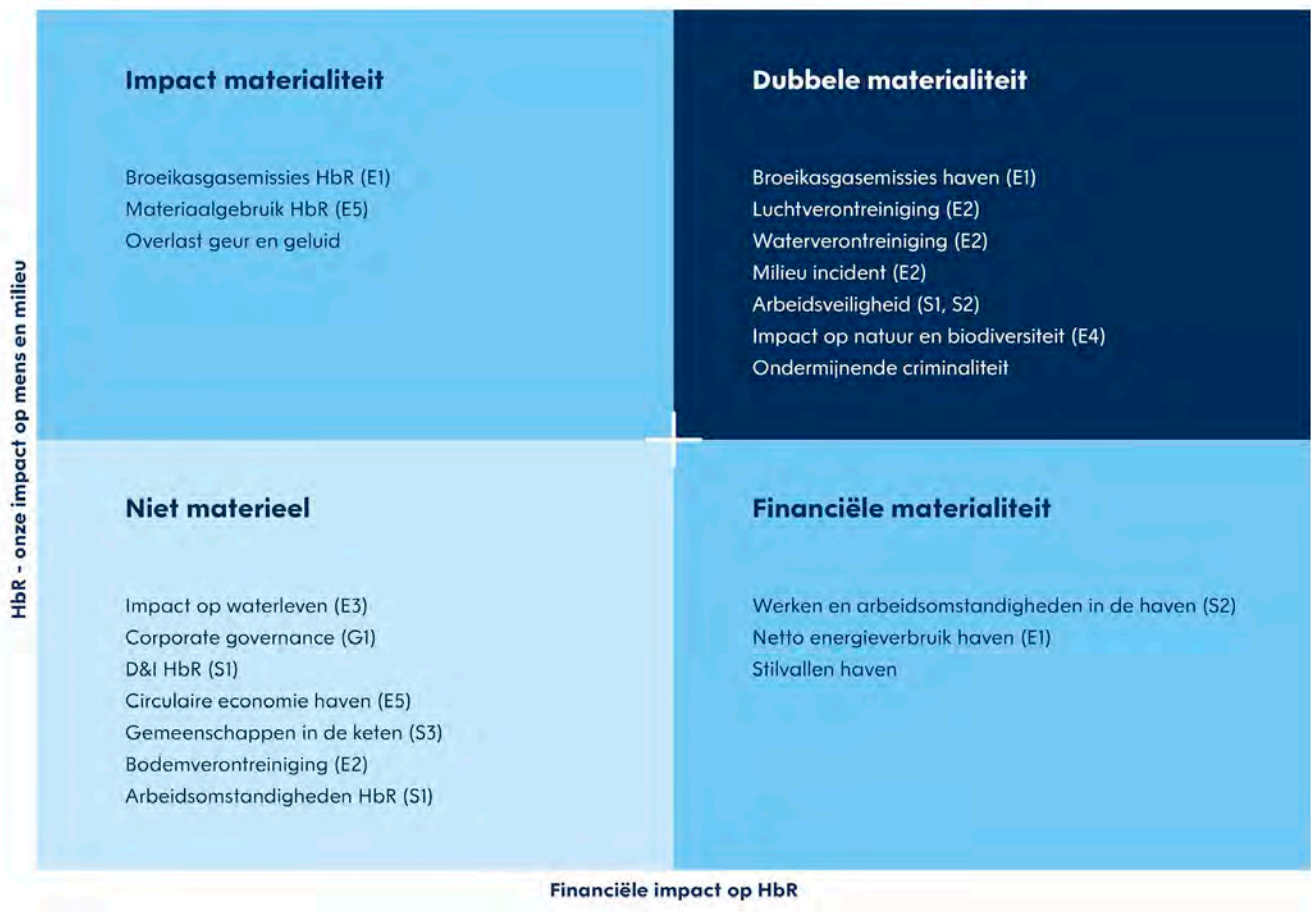 Impact materialiteit
Broeikasgasemissies HbR (E1)
Materiaalgebruik HbR (E5)
Overlast geur en geluid
Dubbele materialiteit
Broeikasgasemissies haven (E1)
Luchtverontreiniging (E2)
Waterverontreiniging (E2)
Milieu incident (E2)
Arbeidsveiligheid (S1, S2)
Impact op natuur en biodiversiteit (E4)
Ondermijnende criminaliteit
HbR - onze impact op mens en milieu
Niet materieel
Impact op waterleven (E3)
Corporate governance (G1)
D&I HbR (S1)
Circulaire economie haven (E5)
Gemeenschappen in de keten (S3)
Bodemverontreiniging (E2)
Arbeidsomstandigheden HbR (S1)
Financiële materialiteit
Werken en arbeidsomstandigheden in de haven (S2)
Netto energieverbruik haven (E1)
Stilvallen haven
Financiële impact op HbR